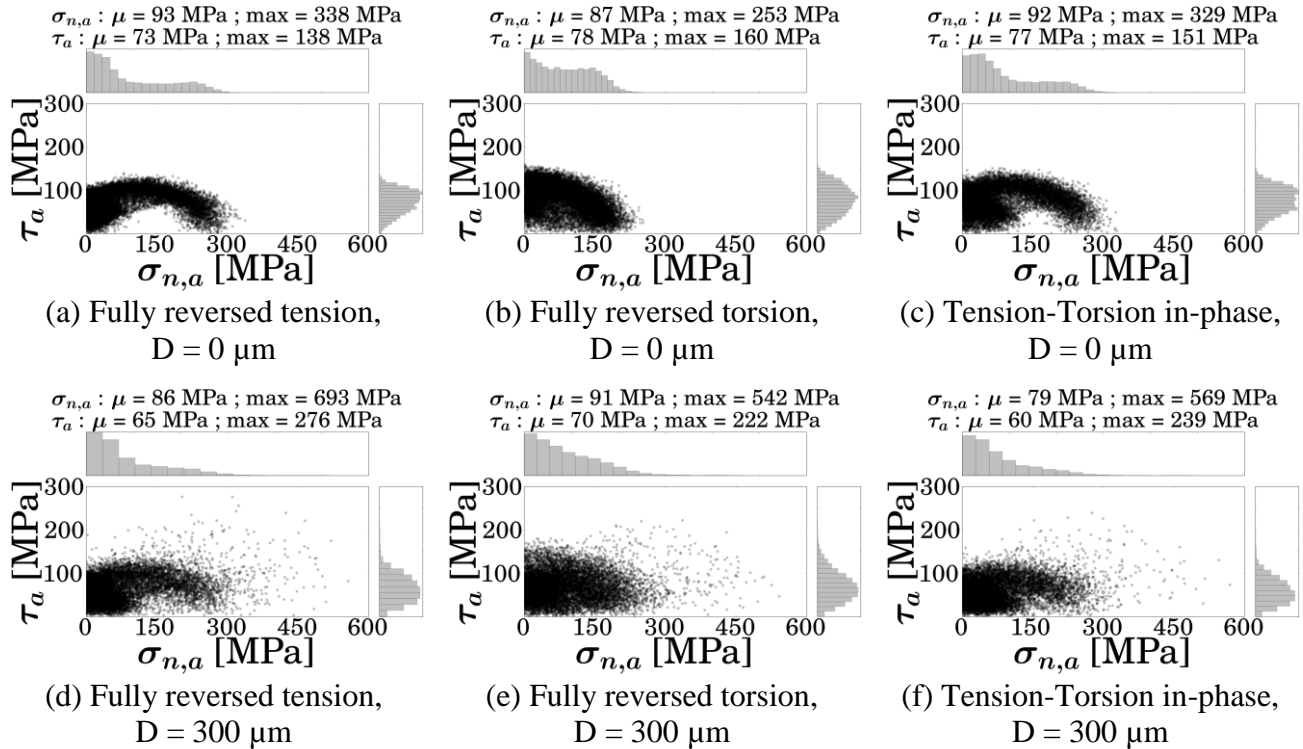 σn,a : μ = 93 MPa ; max = 338 MPa
τa : μ = 73 MPa ; max = 138 MPa
300
200
100
τa [MPa]
0 150 300 450 600
σn,a [MPa]
(a) Fully reversed tension,
D = 0 μm
σn,a : μ = 87 MPa ; max = 253 MPa
τa : μ = 78 MPa ; max = 160 MPa
300
200
100
τa [MPa]
0 150 300 450 600
σn,a [MPa]
(b) Fully reversed torsion,
D = 0 μm
σn,a : μ = 92 MPa ; max = 329 MPa
τa : μ = 77 MPa ; max = 151 MPa
300
200
100
τa [MPa]
0 150 300 450 600
σn,a [MPa]
(c) Tension-Torsion in-phase,
D = 0 μm
σn,a : μ = 86 MPa ; max = 693 MPa
τa : μ = 65 MPa ; max = 276 MPa
300
200
100
τa [MPa]
0 150 300 450 600
σn,a [MPa]
(d) Fully reversed tension,
D = 300 μm
σn,a : μ = 91 MPa ; max = 542 MPa
τa : μ = 70 MPa ; max = 222 MPa
300
200
100
τa [MPa]
0 150 300 450 600
σn,a [MPa]
(e) Fully reversed torsion,
D = 300 μm
σn,a : μ = 79 MPa ; max = 569 MPa
τa : μ = 60 MPa ; max = 239 MPa
300
200
100
τa [MPa]
0 150 300 450 600
σn,a [MPa]
(f) Tension-Torsion in-phase,
D = 300 μm